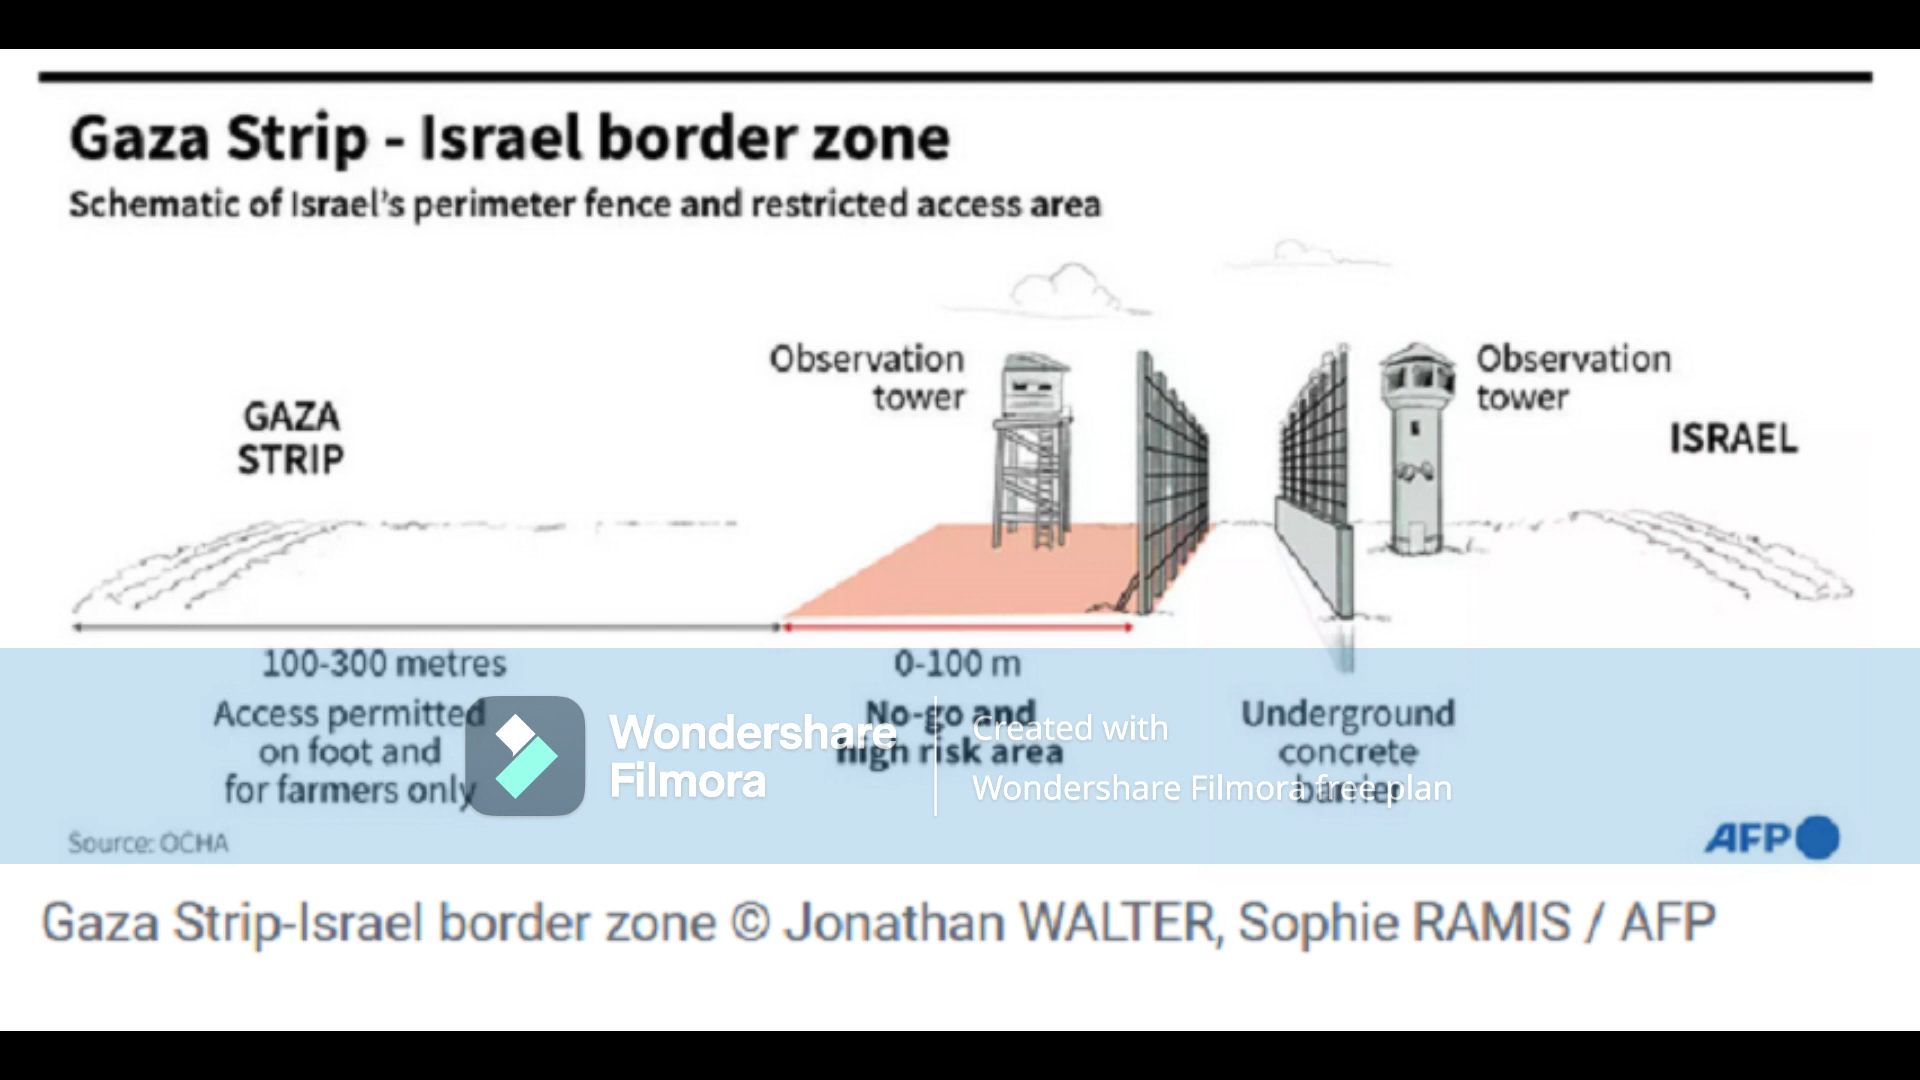 Gaza Strip - Israel border zone
Schematic of Israel's perimeter fence and restricted access area
Observation
tower
Observation
tower
GAZA
STRIP
ISRAEL
100-300 metres
Access permitted
on foot and
for farmers only
0-100 m
No-go and
high risk area
Underground
concrete
barrier
Wondershare
Filmora
Created with
Wondershare Filmora free plan
Source: OCHA
AFP
Gaza Strip-Israel border zone © Jonathan WALTER, Sophie RAMIS / AFP